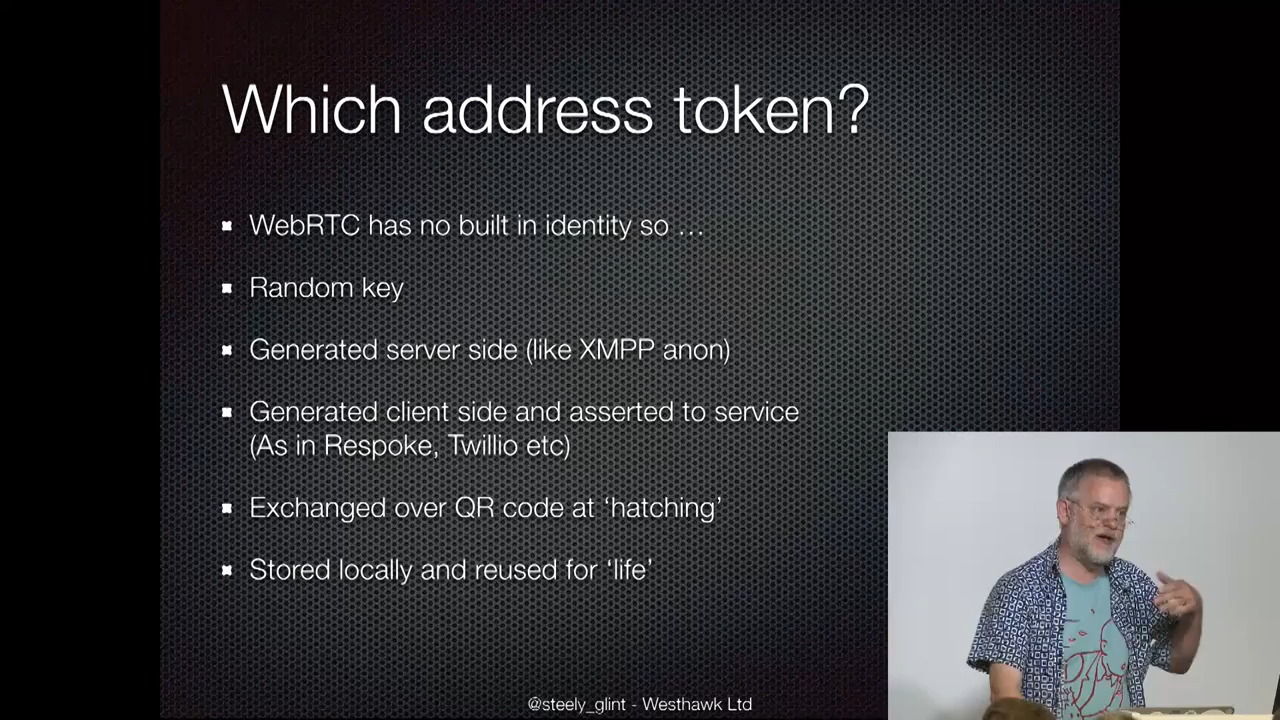 Which address token?
WebRTC has no built in identity so …
Random key
Generated server side (like XMPP anon)
Generated client side and asserted to service
(As in Respoke, Twillio etc)
Exchanged over QR code at ‘hatching’
Stored locally and reused for ‘life’
@steely_glint - Westhawk Ltd